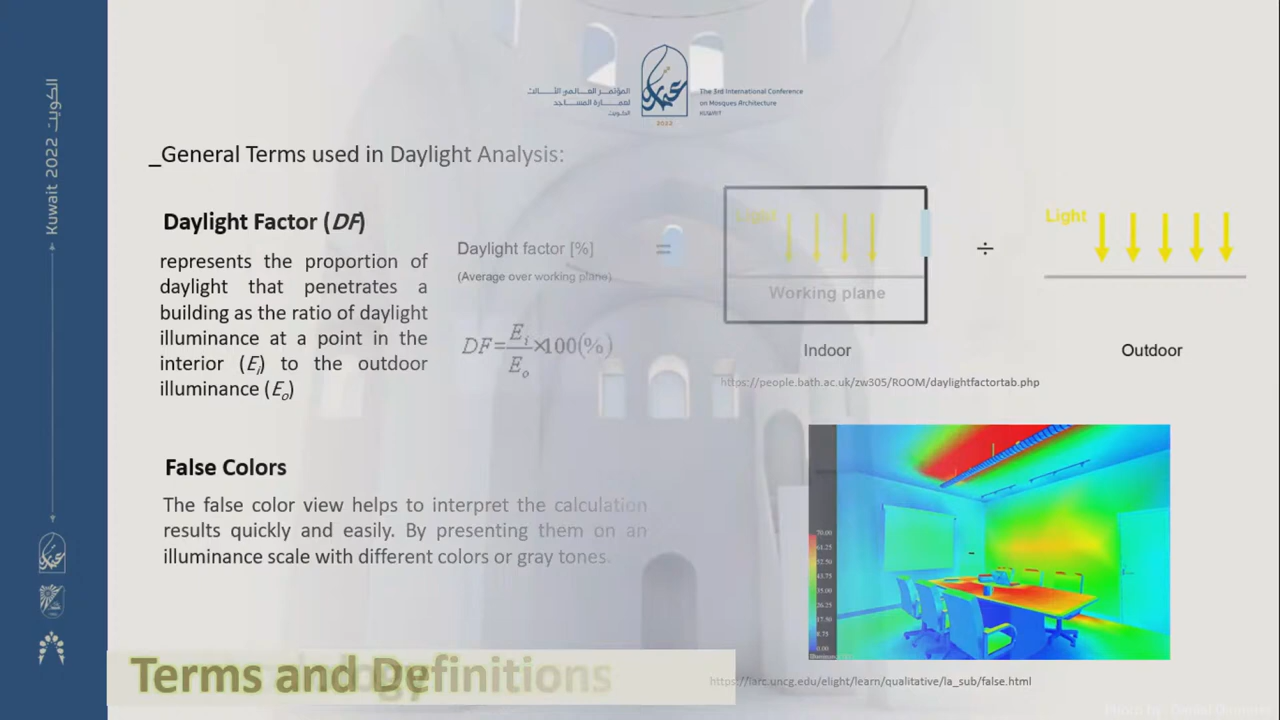 الكويت Kuwait 2022
المؤتمر العالمي الثالث
لعمارة المساجد
الكويت
The 3rd International Conference
on Mosques Architecture
KUWAIT
2022
_General Terms used in Daylight Analysis:
Daylight Factor (DF)
represents the proportion of
daylight that penetrates a
building as the ratio of daylight
illuminance at a point in the
interior (Ei) to the outdoor
illuminance (Eo)
Daylight factor [%]
(Average over working plane)
=
DF=Ei/Eo×100(%)
Light
Working plane
Indoor
÷
Light
Outdoor
https://people.bath.ac.uk/zw305/ROOM/daylightfactortab.php
False Colors
The false color view helps to interpret the calculation
results quickly and easily. By presenting them on an
illuminance scale with different colors or gray tones.
70.00
61.25
52.50
43.75
35.00
26.25
17.50
8.75
0.00
https://iarc.uncg.edu/elight/learn/qualitative/la_sub/false.html
Terms and Definitions